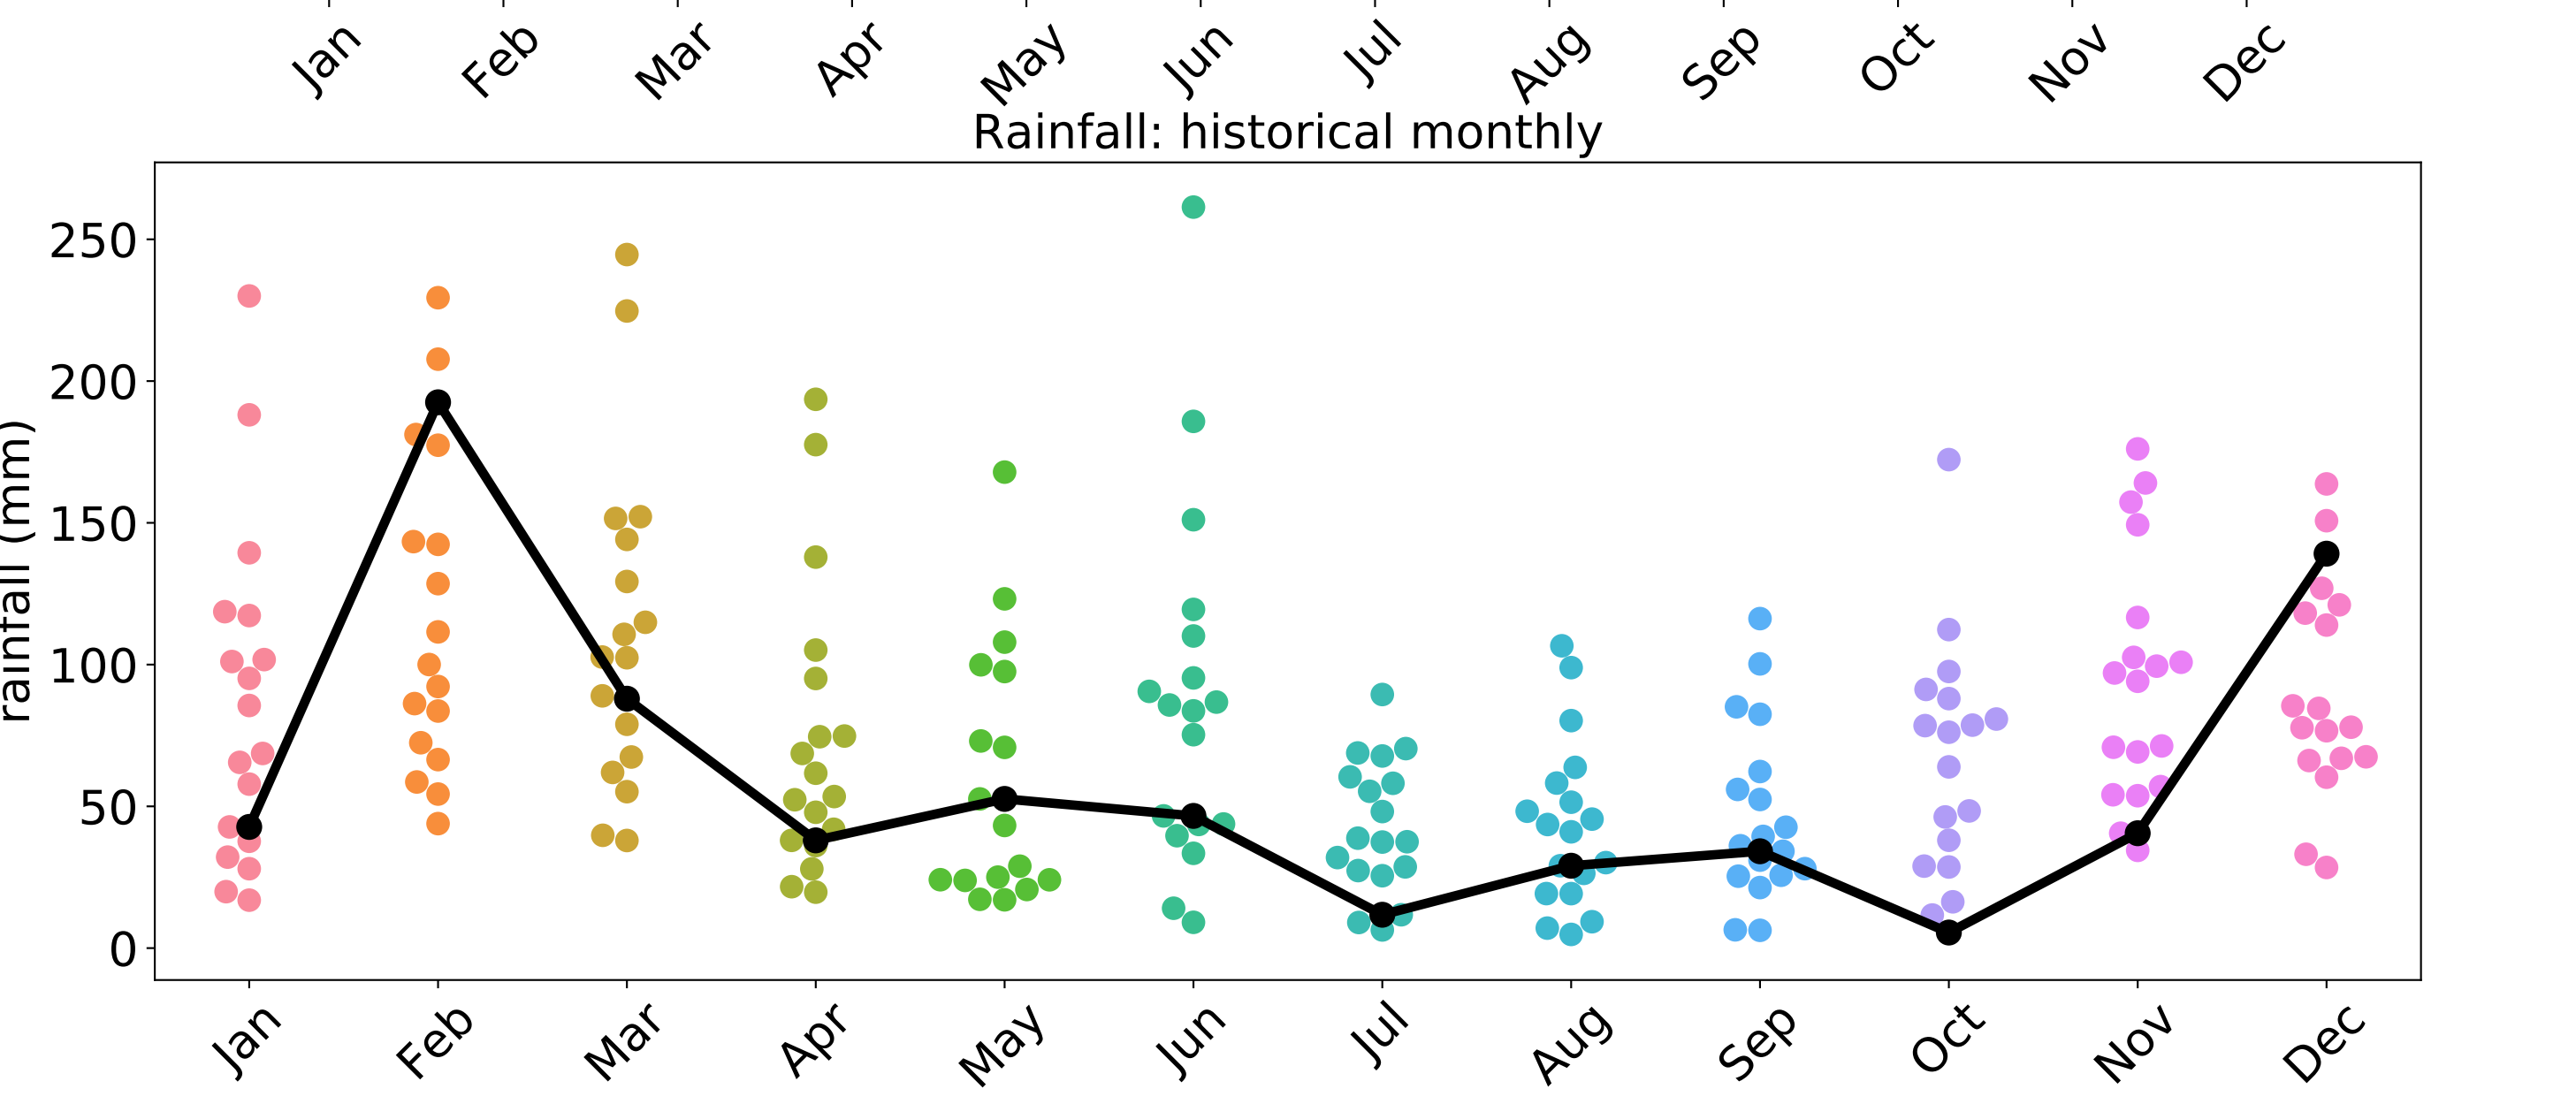 Jan Feb Mar Apr May Jun Jul Aug Sep Oct Nov Dec
Rainfall: historical monthly
rainfall (mm)
250
200
150
100
50
0
Jan Feb Mar Apr May Jun Jul Aug Sep Oct Nov Dec